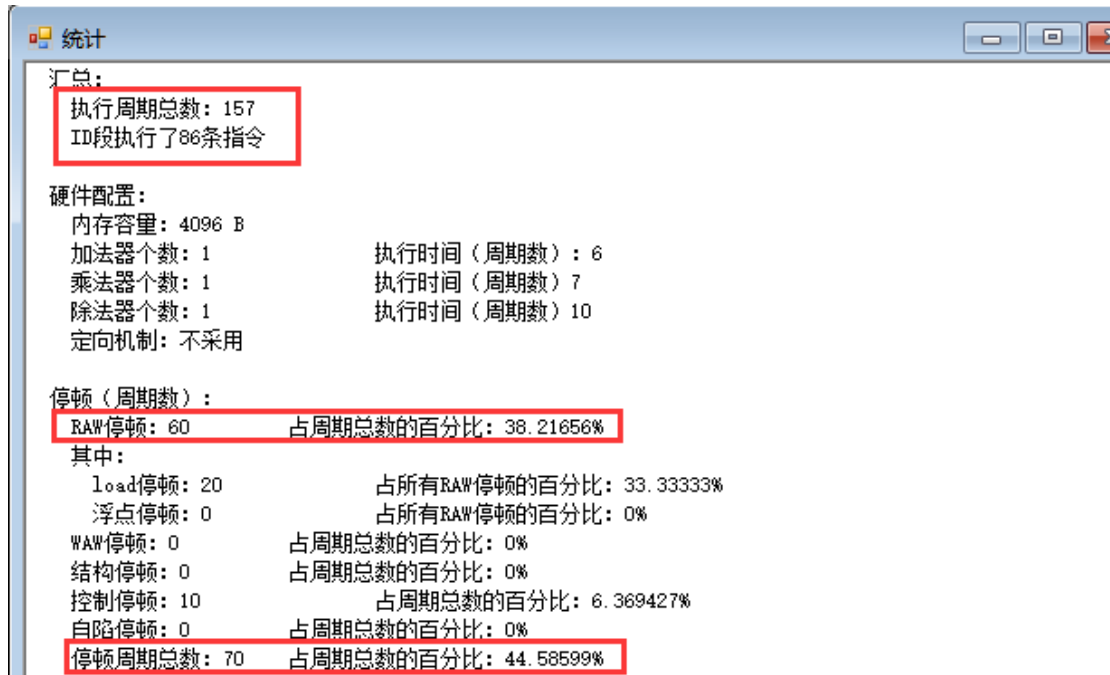 统计
汇总:
执行周期总数: 157
ID段执行了86条指令
硬件配置:
内存容量: 4096 B
加法器个数: 1 执行时间 (周期数) : 6
乘法器个数: 1 执行时间 (周期数) 7
除法器个数: 1 执行时间 (周期数) 10
定向机制: 不采用
停顿 (周期数) :
RAW停顿: 60 占周期总数的百分比: 38.21656%
其中:
load停顿: 20 占所有RAW停顿的百分比: 33.33333%
浮点停顿: 0 占所有RAW停顿的百分比: 0%
WAW停顿: 0 占周期总数的百分比: 0%
结构停顿: 0 占周期总数的百分比: 0%
控制停顿: 10 占周期总数的百分比: 6.369427%
自陷停顿: 0 占周期总数的百分比: 0%
停顿周期总数: 70 占周期总数的百分比: 44.58599%